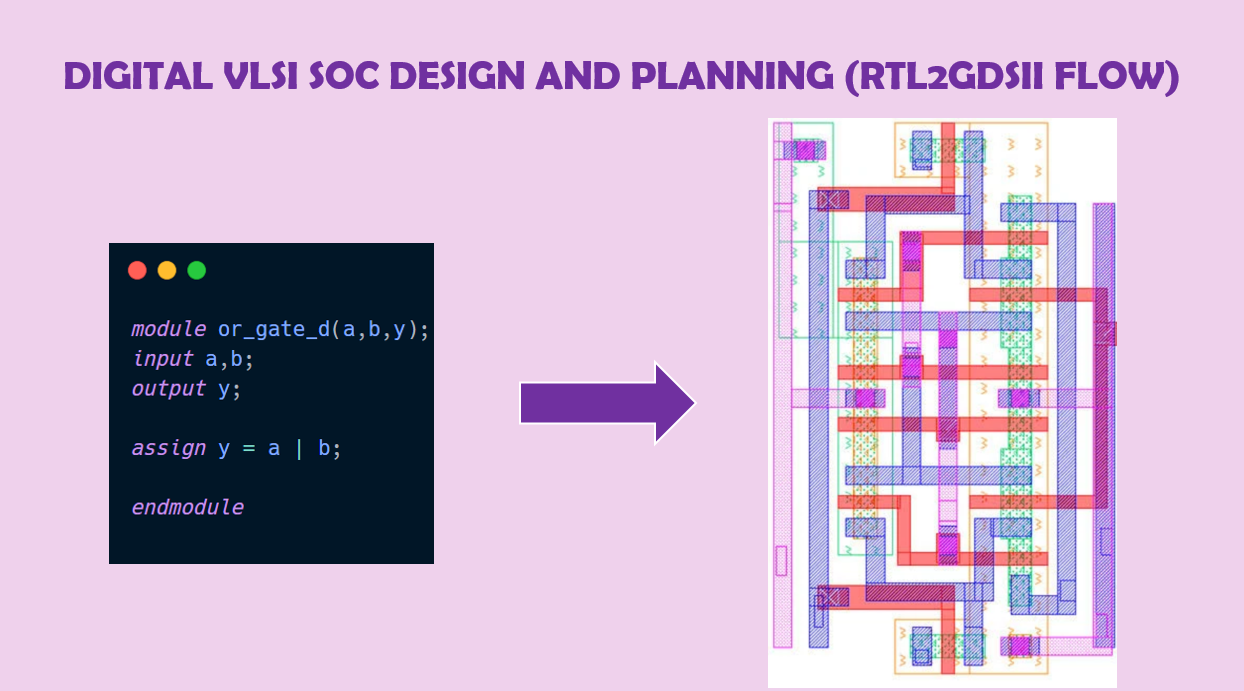 DIGITAL VLSI SOC DESIGN AND PLANNING (RTL2GDSII FLOW)
module or_gate_d(a,b,y);
input a,b;
output y;
assign y = a | b;
endmodule